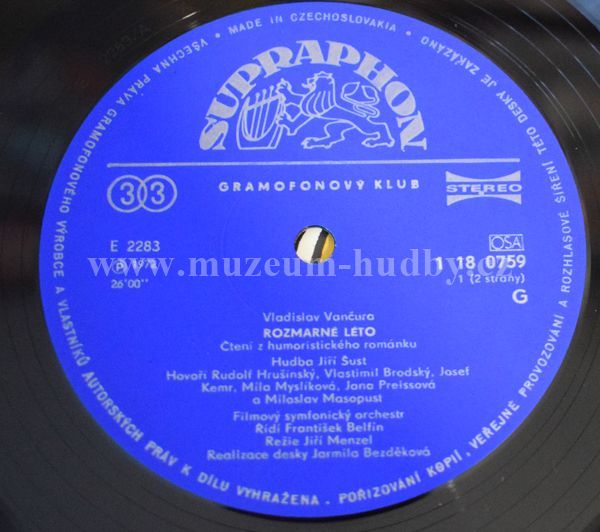 VŠECHNA PRÁVA GRAMOFONOVÉHO VÝROBCE A VLASTNÍKŮ AUTORSKÝCH PRÁV K DÍLU VYHRAŽENA. POŘIZOVÁNÍ KOPIÍ, VEŘEJNÉ PROVOZOVÁNÍ A ROZHLASOVÉ ŠÍŘENÍ TÉTO DESKY JE ZAKÁZÁNO
• MADE IN CZECHOSLOVAKIA •
SUPRAPHON
33 GRAMOFONOVÝ KLUB STEREO
E 2283 OSA
1 18 0759
1 (2 strany)
26'00''
G
www.muzeum-hudby.cz
Vladislav Vančura
ROZMARNÉ LÉTO
Čtení z humoristického románku
Hudba Jiří Šust
Hovoří Rudolf Hrušínský, Vlastimil Brodský, Josef
Kemr, Míla Myslíková, Jana Preissová
a Miloslav Masopust
Filmový symfonický orchestr
Řídí František Belfín
Režie Jiří Menzel
Realizace desky Jarmila Bezděková